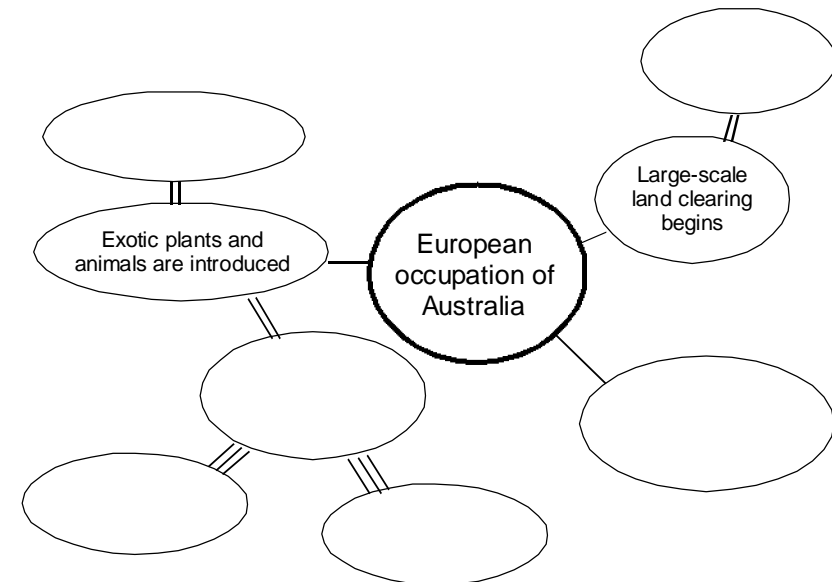 Exotic plants and
animals are introduced
European
occupation of
Australia
Large-scale
land clearing
begins